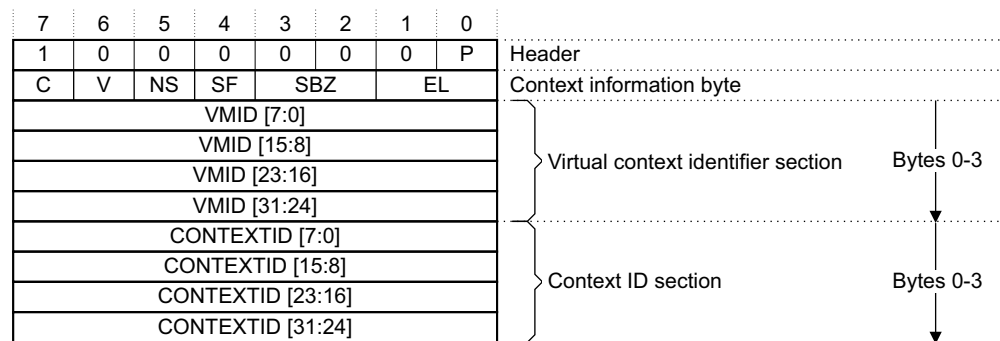 7 6 5 4 3 2 1 0
1 0 0 0 0 0 0 P Header
C V NS SF SBZ EL Context information byte
VMID [7:0]
VMID [15:8]
Virtual context identifier section Bytes 0-3
VMID [23:16]
VMID [31:24]
CONTEXTID [7:0]
CONTEXTID [15:8]
Context ID section Bytes 0-3
CONTEXTID [23:16]
CONTEXTID [31:24]